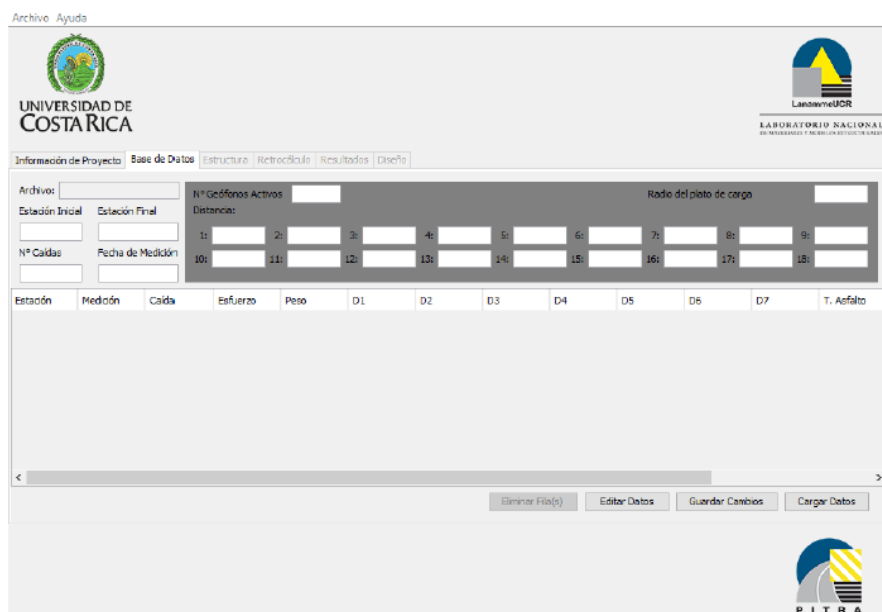 Archivo Ayuda
UNIVERSIDAD DE
COSTA RICA
LanammeUCR
LABORATORIO NACIONAL
DE MATERIALES Y MODELOS ESTRUCTURALES
Información de Proyecto Base de Datos Estructura Retrocálculo Resultados Diseño
Archivo: N° Geófonos Activos Radio del plato de carga
Estación Inicial Estación Final Distancia:
1: 2: 3: 4: 5: 6: 7: 8: 9:
N° Caídas Fecha de Medición
10: 11: 12: 13: 14: 15: 16: 17: 18:
Estación Medición Caída Esfuerzo Peso D1 D2 D3 D4 D5 D6 D7 T. Asfalto
Eliminar Fila(s) Editar Datos Guardar Cambios Cargar Datos
PITRA